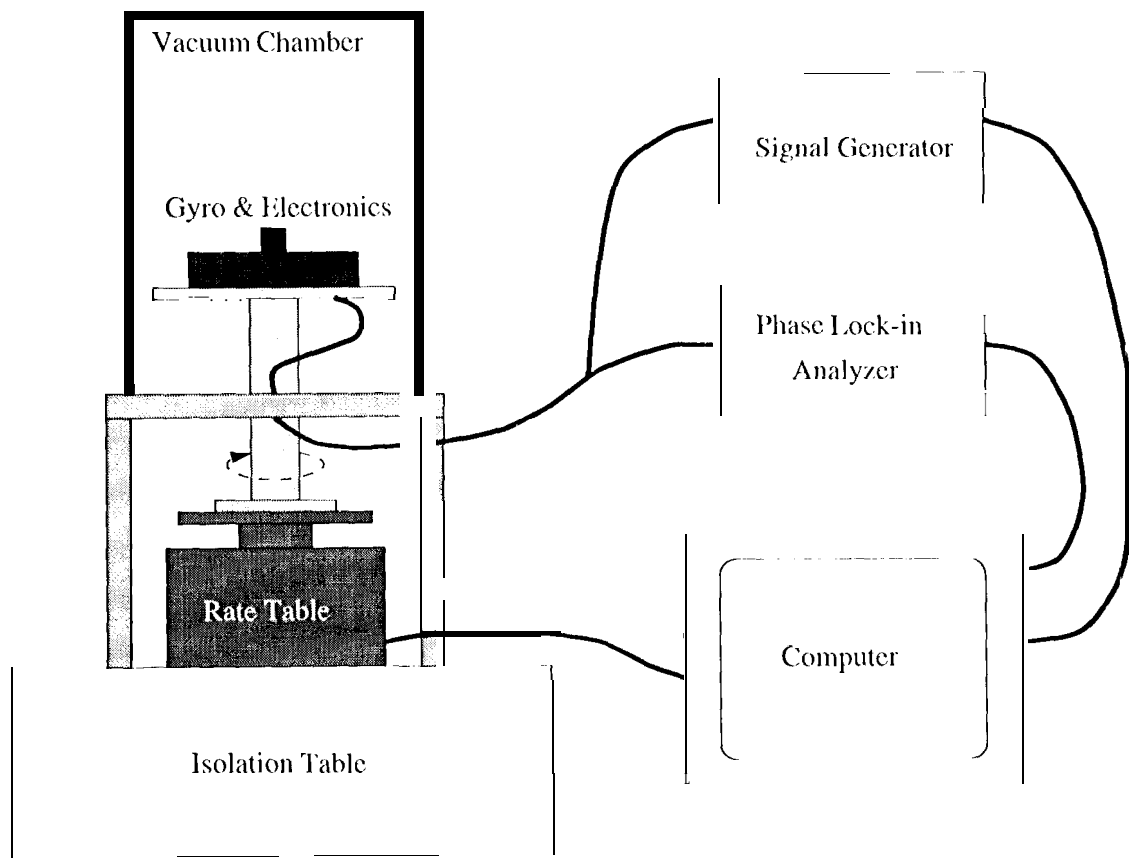 Vacuum Chamber
Signal Generator
Gyro & Electronics
Phase Lock-in
Analyzer
Rate Table
Computer
Isolation Table